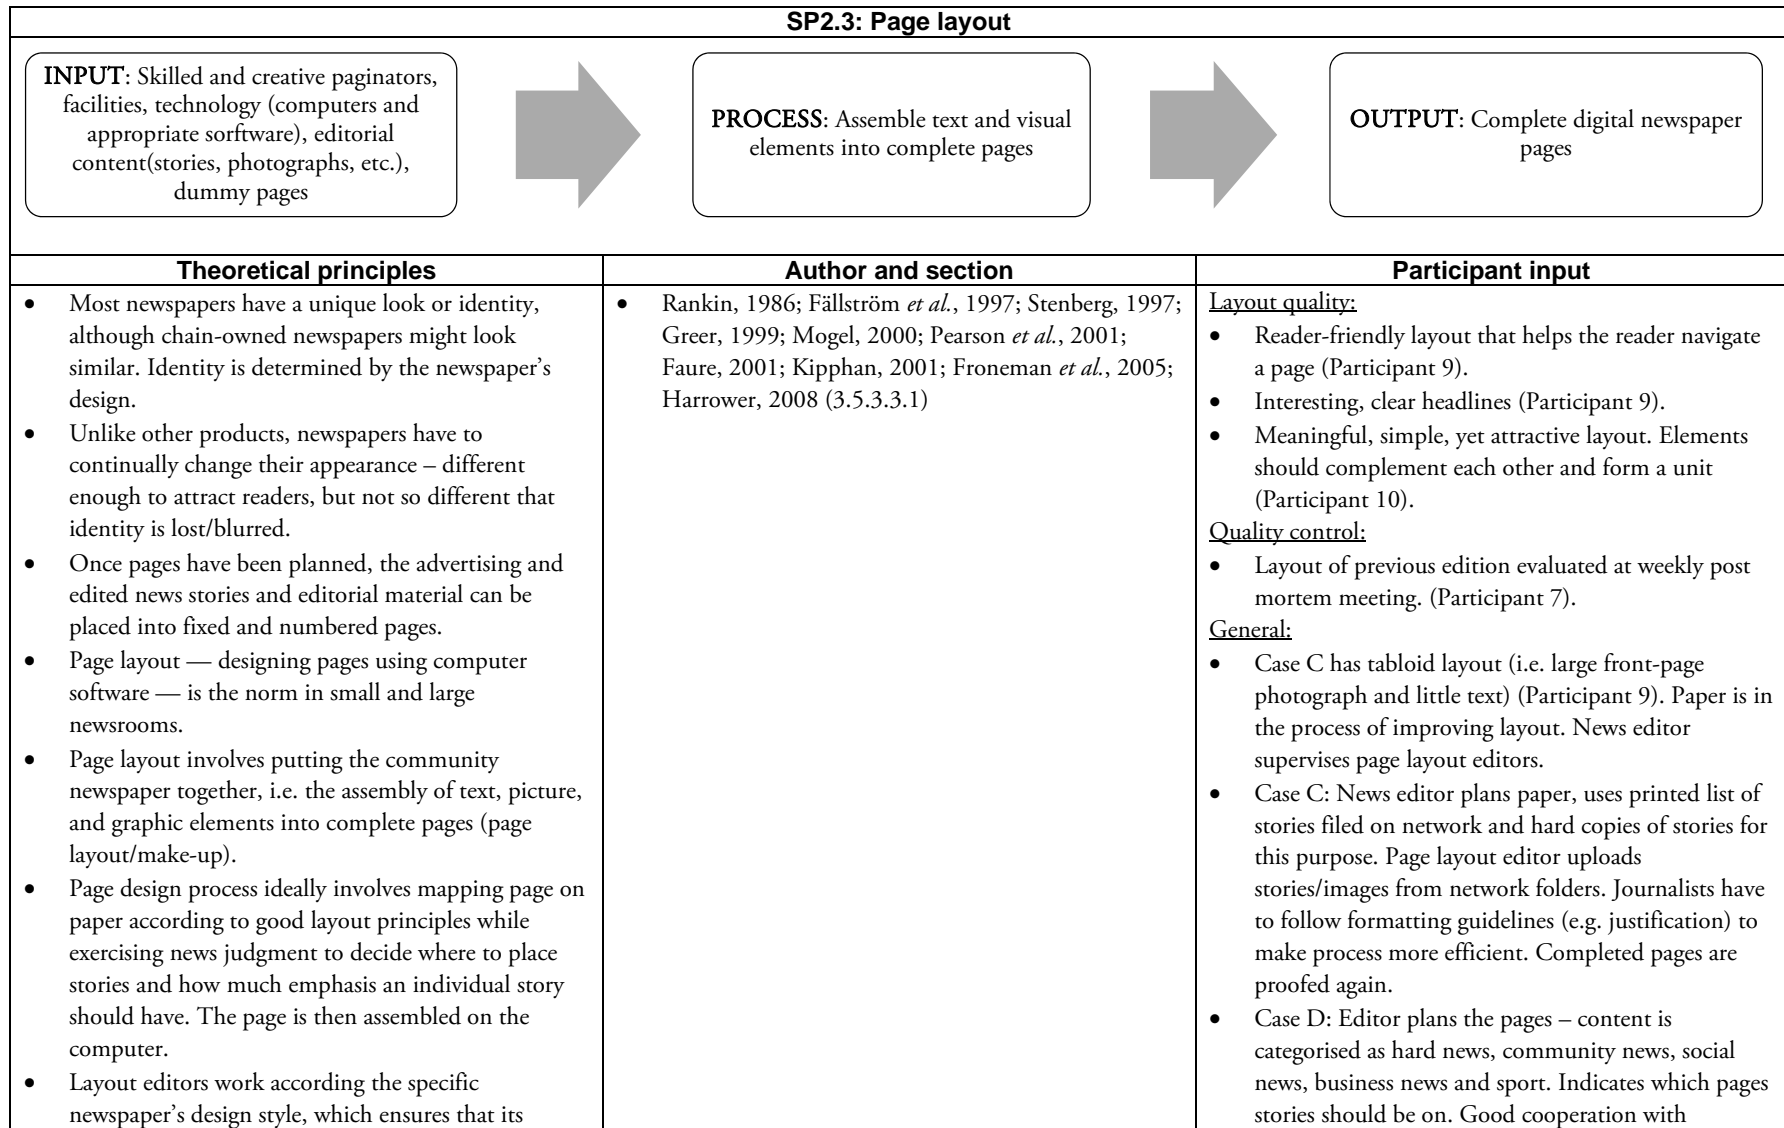 SP2.3: Page layout
INPUT: Skilled and creative paginators,
facilities, technology (computers and
appropriate sorftware), editorial
content(stories, photographs, etc.),
dummy pages
PROCESS: Assemble text and visual
elements into complete pages
OUTPUT: Complete digital newspaper
pages
Theoretical principles
• Most newspapers have a unique look or identity,
although chain-owned newspapers might look
similar. Identity is determined by the newspaper's
design.
• Unlike other products, newspapers have to
continually change their appearance – different
enough to attract readers, but not so different that
identity is lost/blurred.
• Once pages have been planned, the advertising and
edited news stories and editorial material can be
placed into fixed and numbered pages.
• Page layout — designing pages using computer
software — is the norm in small and large
newsrooms.
• Page layout involves putting the community
newspaper together, i.e. the assembly of text, picture,
and graphic elements into complete pages (page
layout/make-up).
• Page design process ideally involves mapping page on
paper according to good layout principles while
exercising news judgment to decide where to place
stories and how much emphasis an individual story
should have. The page is then assembled on the
computer.
• Layout editors work according the specific
newspaper's design style, which ensures that its
Author and section
• Rankin, 1986; Fällström et al., 1997; Stenberg, 1997;
Greer, 1999; Mogel, 2000; Pearson et al., 2001;
Faure, 2001; Kipphan, 2001; Froneman et al., 2005;
Harrower, 2008 (3.5.3.3.1)
Participant input
Layout quality:
• Reader-friendly layout that helps the reader navigate
a page (Participant 9).
• Interesting, clear headlines (Participant 9).
• Meaningful, simple, yet attractive layout. Elements
should complement each other and form a unit
(Participant 10).
Quality control:
• Layout of previous edition evaluated at weekly post
mortem meeting. (Participant 7).
General:
• Case C has tabloid layout (i.e. large front-page
photograph and little text) (Participant 9). Paper is in
the process of improving layout. News editor
supervises page layout editors.
• Case C: News editor plans paper, uses printed list of
stories filed on network and hard copies of stories for
this purpose. Page layout editor uploads
stories/images from network folders. Journalists have
to follow formatting guidelines (e.g. justification) to
make process more efficient. Completed pages are
proofed again.
• Case D: Editor plans the pages – content is
categorised as hard news, community news, social
news, business news and sport. Indicates which pages
stories should be on. Good cooperation with